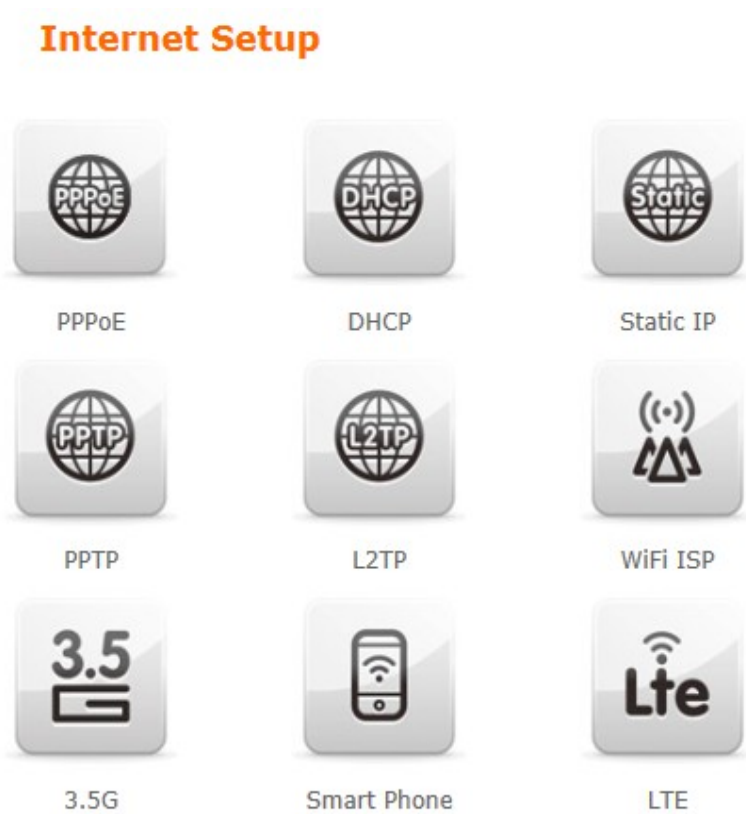 Internet Setup
PPPoE DHCP Static
PPPoE DHCP Static IP
PPTP L2TP
PPTP L2TP WiFi ISP
3.5G Lte
3.5G Smart Phone LTE